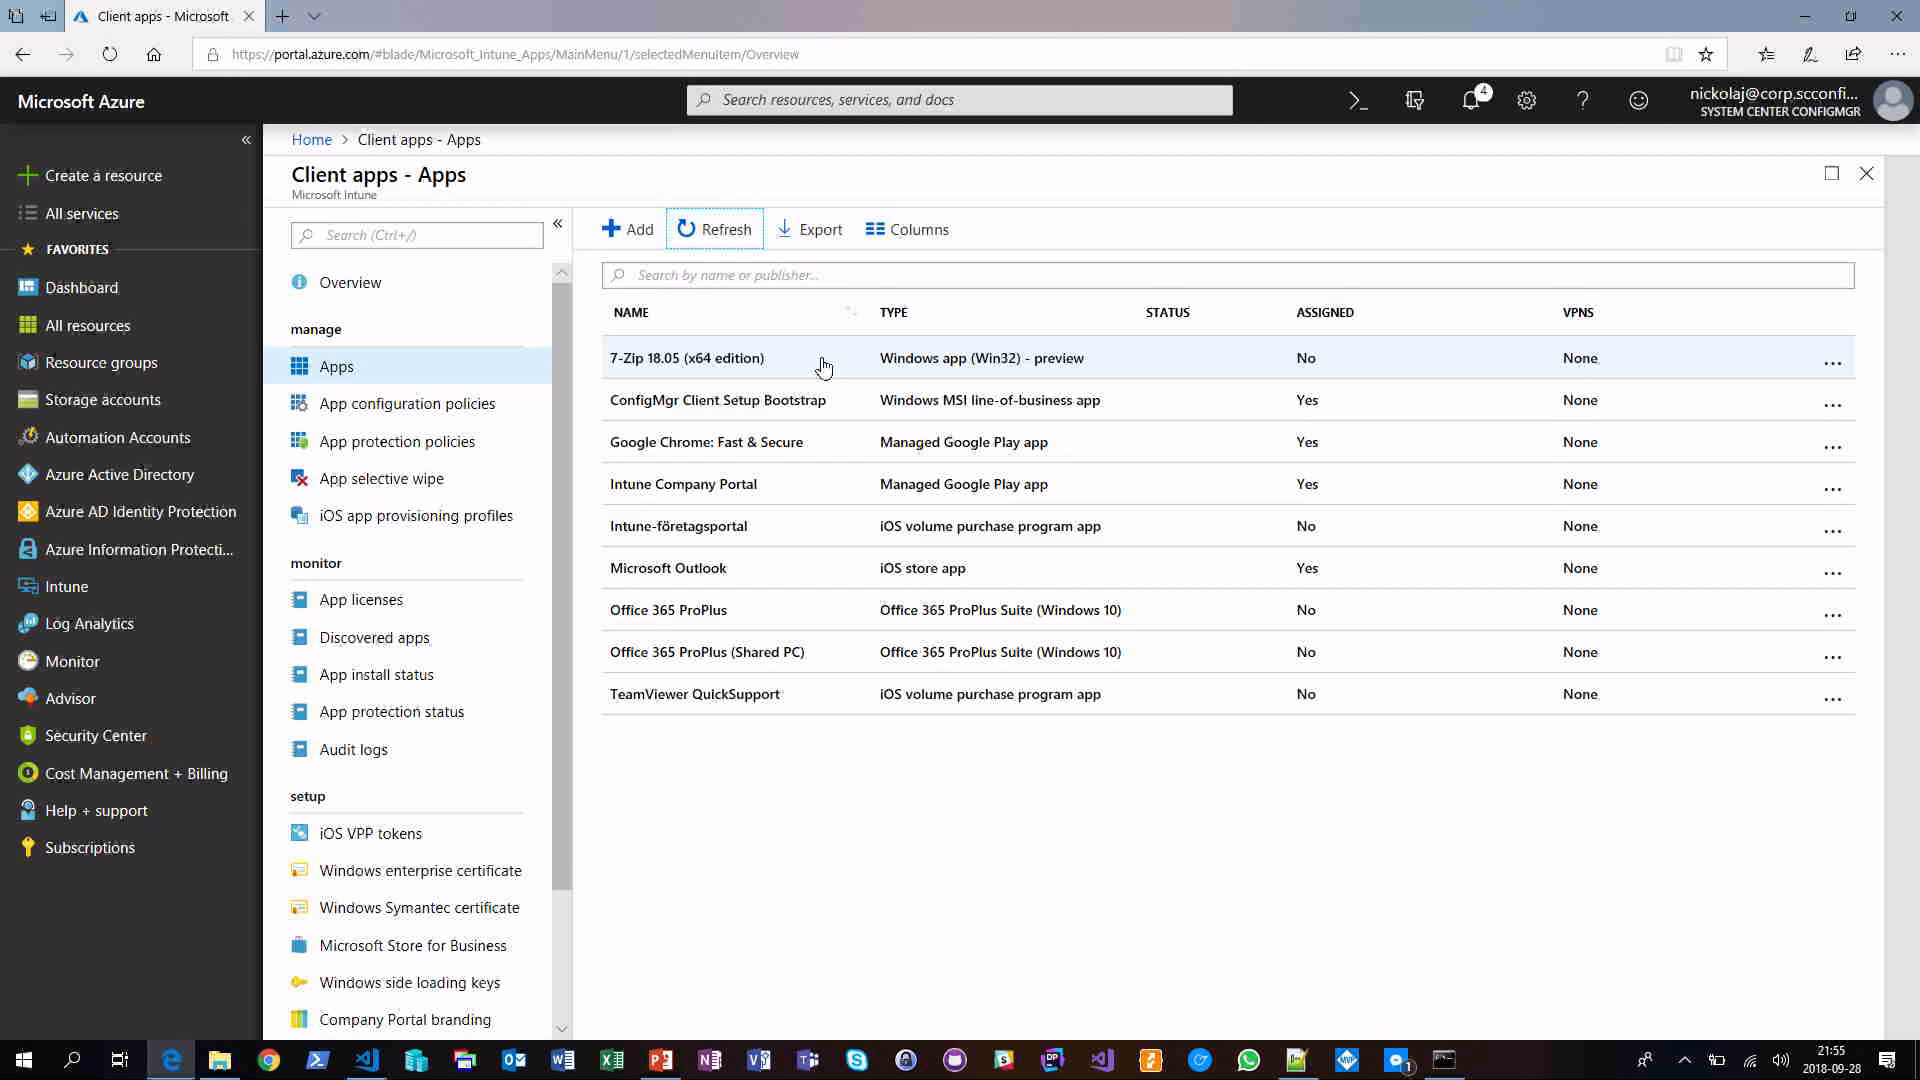 Client apps - Microsoft
https://portal.azure.com/#blade/Microsoft_Intune_Apps/MainMenu/1/selectedMenuItem/Overview
Microsoft Azure
Search resources, services, and docs
4
nickolaj@corp.scconfi...
SYSTEM CENTER CONFIGMGR
Create a resource
All services
FAVORITES
Dashboard
All resources
Resource groups
Storage accounts
Automation Accounts
Azure Active Directory
Azure AD Identity Protection
Azure Information Protecti...
Intune
Log Analytics
Monitor
Advisor
Security Center
Cost Management + Billing
Help + support
Subscriptions
Home > Client apps - Apps
Client apps - Apps
Microsoft Intune
Search (Ctrl+/)
Overview
manage
Apps
App configuration policies
App protection policies
App selective wipe
iOS app provisioning profiles
monitor
App licenses
Discovered apps
App install status
App protection status
Audit logs
setup
iOS VPP tokens
Windows enterprise certificate
Windows Symantec certificate
Microsoft Store for Business
Windows side loading keys
Company Portal branding
Add Refresh Export Columns
Search by name or publisher...
NAME TYPE STATUS ASSIGNED VPNS
7-Zip 18.05 (x64 edition) Windows app (Win32) - preview No None ...
ConfigMgr Client Setup Bootstrap Windows MSI line-of-business app Yes None ...
Google Chrome: Fast & Secure Managed Google Play app Yes None ...
Intune Company Portal Managed Google Play app Yes None ...
Intune-företagsportal iOS volume purchase program app No None ...
Microsoft Outlook iOS store app Yes None ...
Office 365 ProPlus Office 365 ProPlus Suite (Windows 10) No None ...
Office 365 ProPlus (Shared PC) Office 365 ProPlus Suite (Windows 10) No None ...
TeamViewer QuickSupport iOS volume purchase program app No None ...
1
21:55
2018-09-28